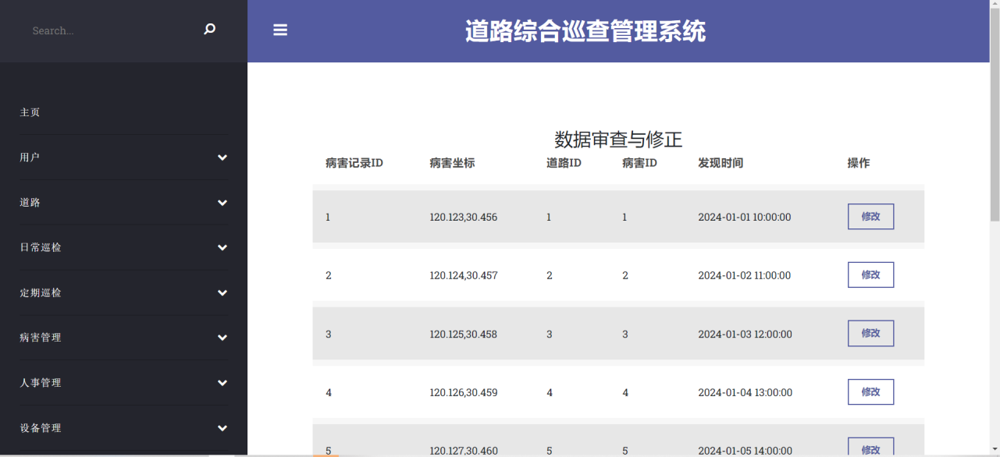 Search...
道路综合巡查管理系统
主页
用户
道路
日常巡检
定期巡检
病害管理
人事管理
设备管理
数据审查与修正
病害记录ID 病害坐标 道路ID 病害ID 发现时间 操作
1 120.123,30.456 1 1 2024-01-01 10:00:00 修改
2 120.124,30.457 2 2 2024-01-02 11:00:00 修改
3 120.125,30.458 3 3 2024-01-03 12:00:00 修改
4 120.126,30.459 4 4 2024-01-04 13:00:00 修改
5 120.127,30.460 5 5 2024-01-05 14:00:00 修改